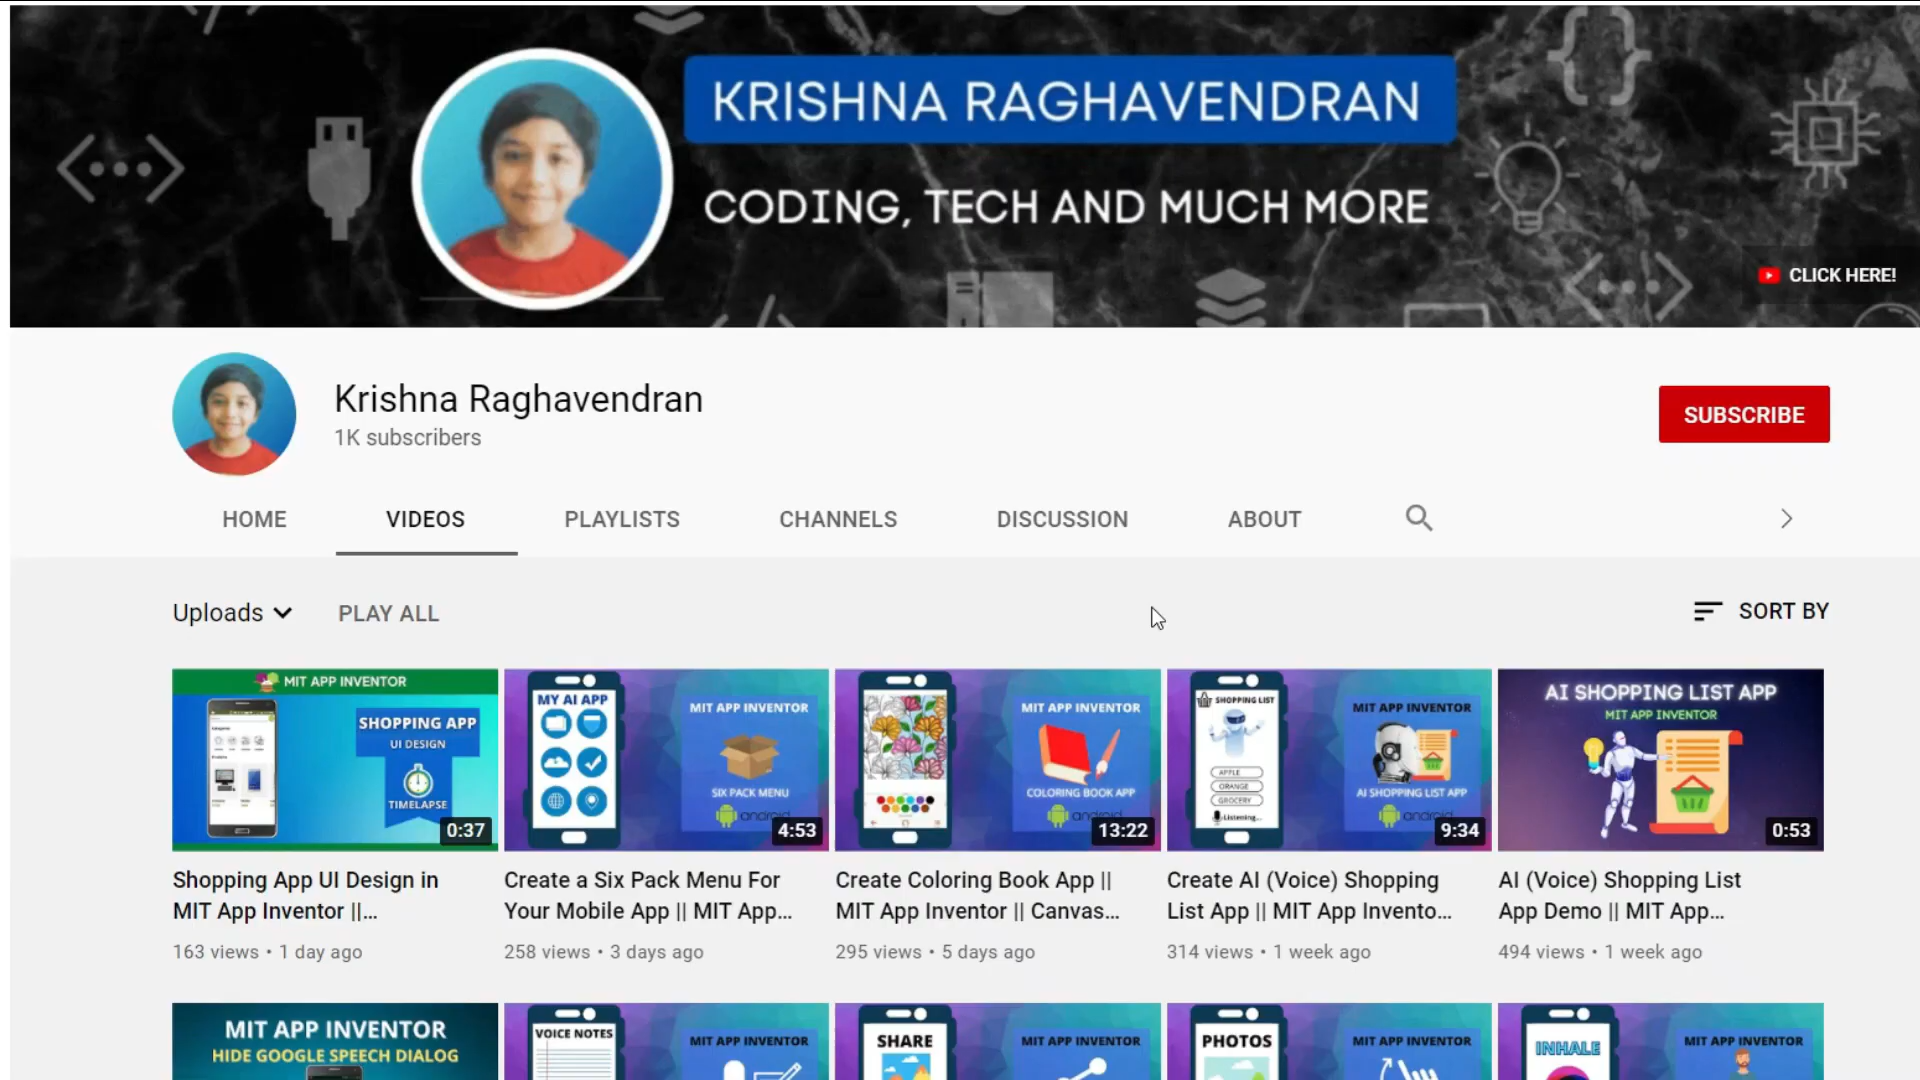 KRISHNA RAGHAVENDRAN
CODING, TECH AND MUCH MORE
CLICK HERE!
Krishna Raghavendran
1K subscribers
SUBSCRIBE
HOME VIDEOS PLAYLISTS CHANNELS DISCUSSION ABOUT
Uploads PLAY ALL SORT BY
MIT APP INVENTOR
SHOPPING APP
UI DESIGN
TIMELAPSE
0:37
MY AI APP
MIT APP INVENTOR
SIX PACK MENU
android
4:53
MIT APP INVENTOR
COLORING BOOK APP
android
13:22
SHOPPING LIST
APPLE
ORANGE
GROCERY
Listening...
MIT APP INVENTOR
AI SHOPPING LIST APP
android
9:34
AI SHOPPING LIST APP
MIT APP INVENTOR
0:53
Shopping App UI Design in
MIT App Inventor ||...
163 views • 1 day ago
Create a Six Pack Menu For
Your Mobile App || MIT App...
258 views • 3 days ago
Create Coloring Book App ||
MIT App Inventor || Canvas...
295 views • 5 days ago
Create AI (Voice) Shopping
List App || MIT App Invento...
314 views • 1 week ago
AI (Voice) Shopping List
App Demo || MIT App...
494 views • 1 week ago
MIT APP INVENTOR
HIDE GOOGLE SPEECH DIALOG
VOICE NOTES
MIT APP INVENTOR
SHARE
MIT APP INVENTOR
PHOTOS
MIT APP INVENTOR
INHALE
MIT APP INVENTOR